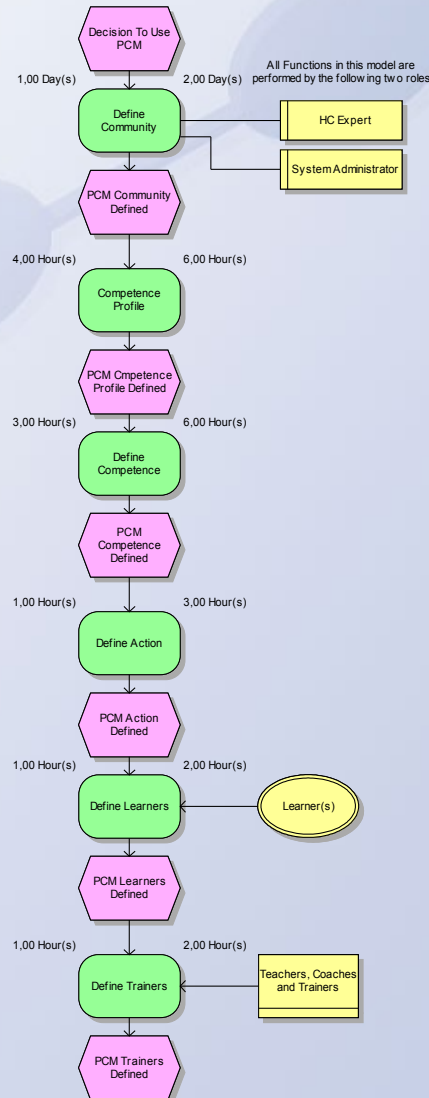 Decision To Use
PCM
All Functions in this model are
performed by the following two roles
1,00 Day(s)
2,00 Day(s)
Define
Community
HC Expert
System Administrator
PCM Community
Defined
4,00 Hour(s)
6,00 Hour(s)
Competence
Profile
PCM Cmpetence
Profile Defined
3,00 Hour(s)
6,00 Hour(s)
Define
Competence
PCM
Competence
Defined
1,00 Hour(s)
3,00 Hour(s)
Define Action
PCM Action
Defined
1,00 Hour(s)
2,00 Hour(s)
Define Learners
Learner(s)
PCM Learners
Defined
1,00 Hour(s)
2,00 Hour(s)
Define Trainers
Teachers, Coaches
and Trainers
PCM Trainers
Defined